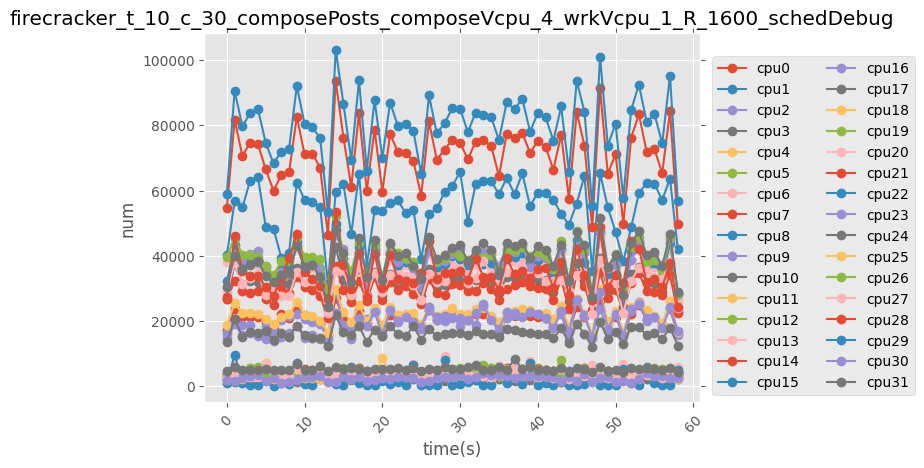 firecracker_t_10_c_30_composePosts_composeVcpu_4_wrkVcpu_1_R_1600_schedDebug
100000
80000
60000
40000
20000
0
num
0
10
20
30
40
50
60
time(s)
cpu0
cpu1
cpu2
cpu3
cpu4
cpu5
cpu6
cpu7
cpu8
cpu9
cpu10
cpu11
cpu12
cpu13
cpu14
cpu15
cpu16
cpu17
cpu18
cpu19
cpu20
cpu21
cpu22
cpu23
cpu24
cpu25
cpu26
cpu27
cpu28
cpu29
cpu30
cpu31